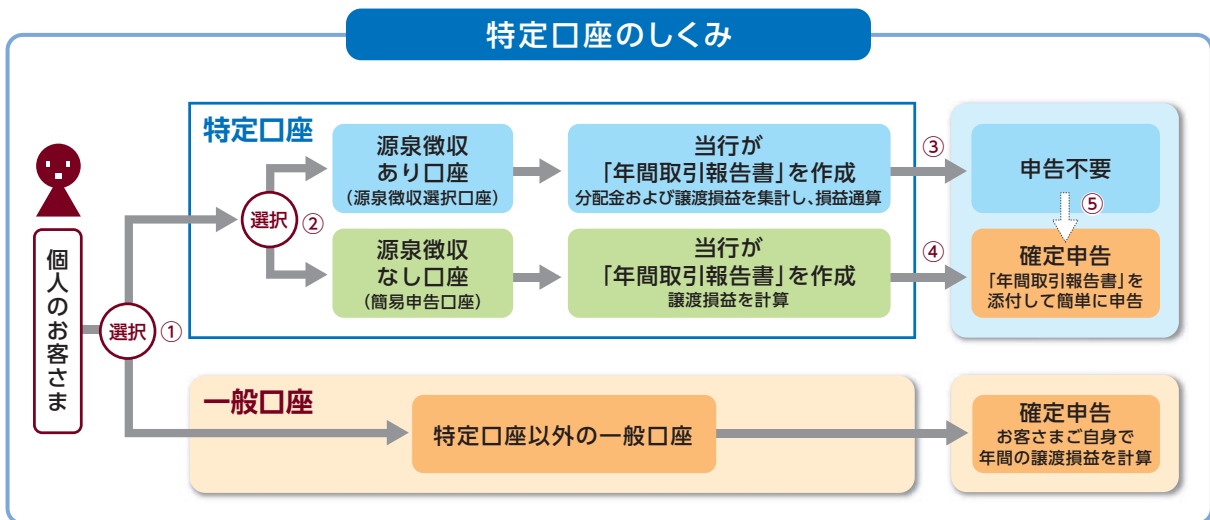 特定口座のしくみ
個人のお客さま
選択 ①
特定口座
選択 ②
源泉徴収
あり口座
(源泉徴収選択口座)
当行が
「年間取引報告書」を作成
分配金および譲渡損益を集計し、損益通算
③
申告不要
⑤
源泉徴収
なし口座
(簡易申告口座)
当行が
「年間取引報告書」を作成
譲渡損益を計算
④
確定申告
「年間取引報告書」を
添付して簡単に申告
一般口座
特定口座以外の一般口座
確定申告
お客さまご自身で
年間の譲渡損益を計算